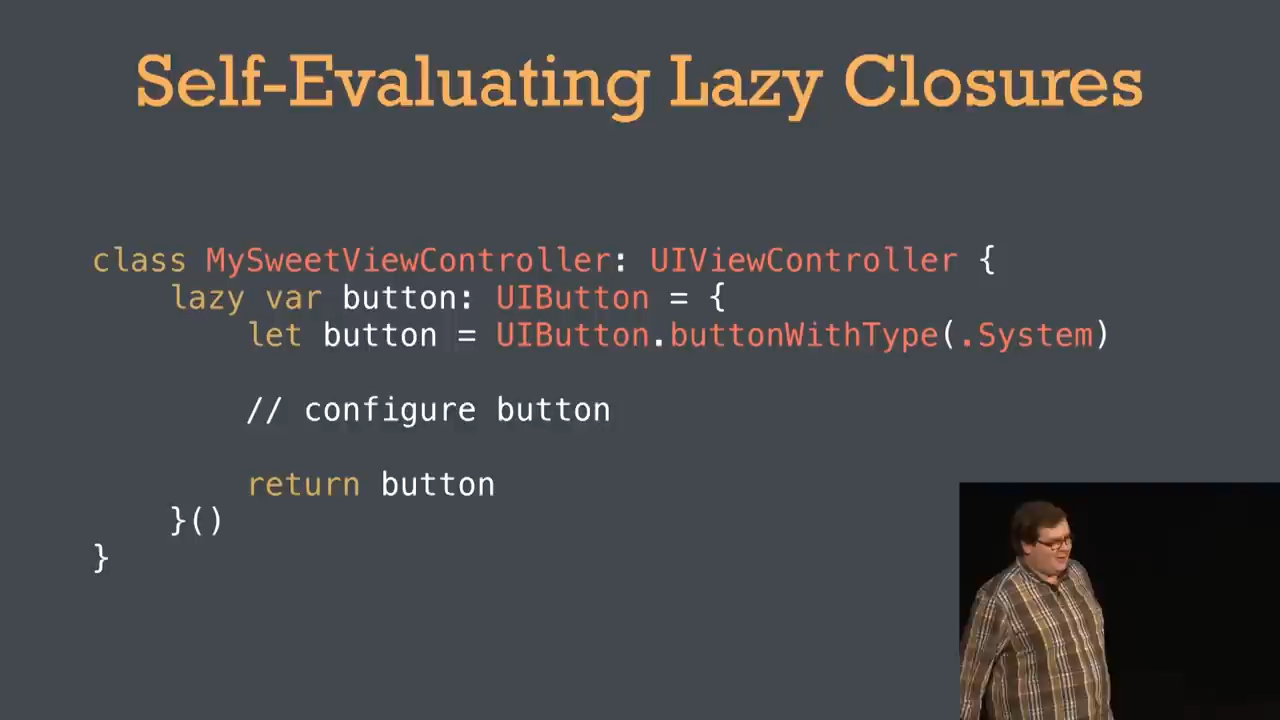 Self-Evaluating Lazy Closures
class MySweetViewController: UIViewController {
    lazy var button: UIButton = {
        let button = UIButton.buttonWithType(.System)
        // configure button
        return button
    }()
}